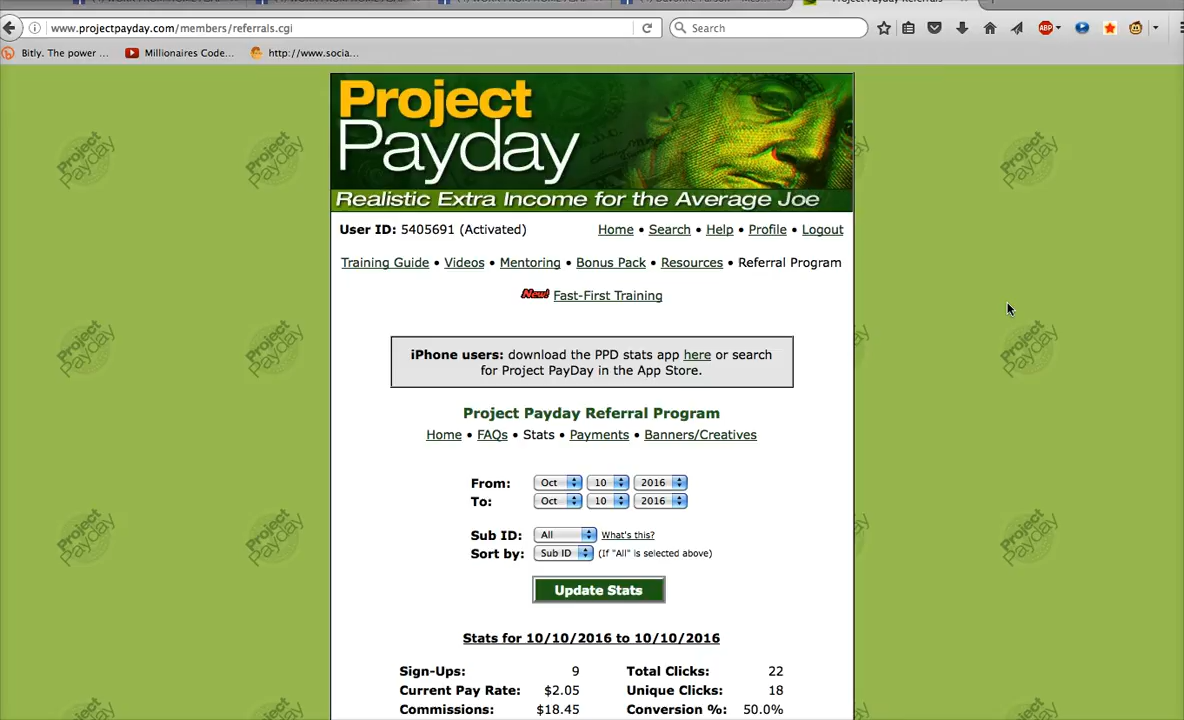 www.projectpayday.com/members/referrals.cgi
Search
ABP
Bitly. The power ...
Millionaires Code...
http://www.socia...
Project
Payday
Realistic Extra Income for the Average Joe
User ID: 5405691 (Activated)
Home • Search • Help • Profile • Logout
Training Guide • Videos • Mentoring • Bonus Pack • Resources • Referral Program
New! Fast-First Training
iPhone users: download the PPD stats app here or search
for Project PayDay in the App Store.
Project Payday Referral Program
Home • FAQs • Stats • Payments • Banners/Creatives
From: Oct 10 2016
To: Oct 10 2016
Sub ID: All What's this?
Sort by: Sub ID (If "All" is selected above)
Update Stats
Stats for 10/10/2016 to 10/10/2016
Sign-Ups: 9 Total Clicks: 22
Current Pay Rate: $2.05 Unique Clicks: 18
Commissions: $18.45 Conversion %: 50.0%